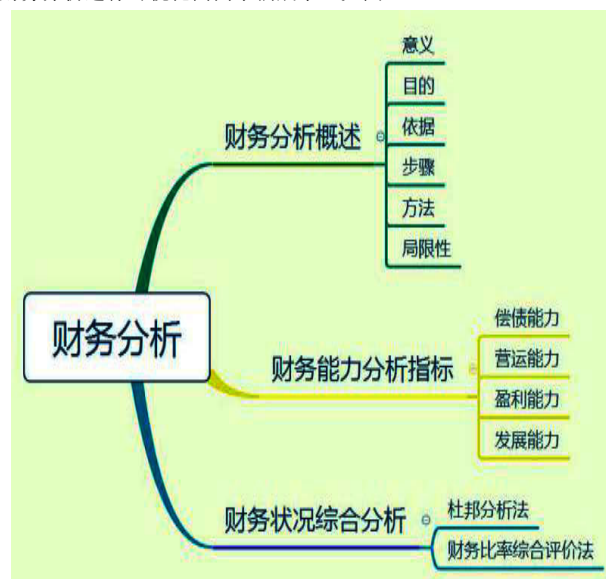 财务分析
财务分析概述
意义
目的
依据
步骤
方法
局限性
财务能力分析指标
偿债能力
营运能力
盈利能力
发展能力
财务状况综合分析
杜邦分析法
财务比率综合评价法